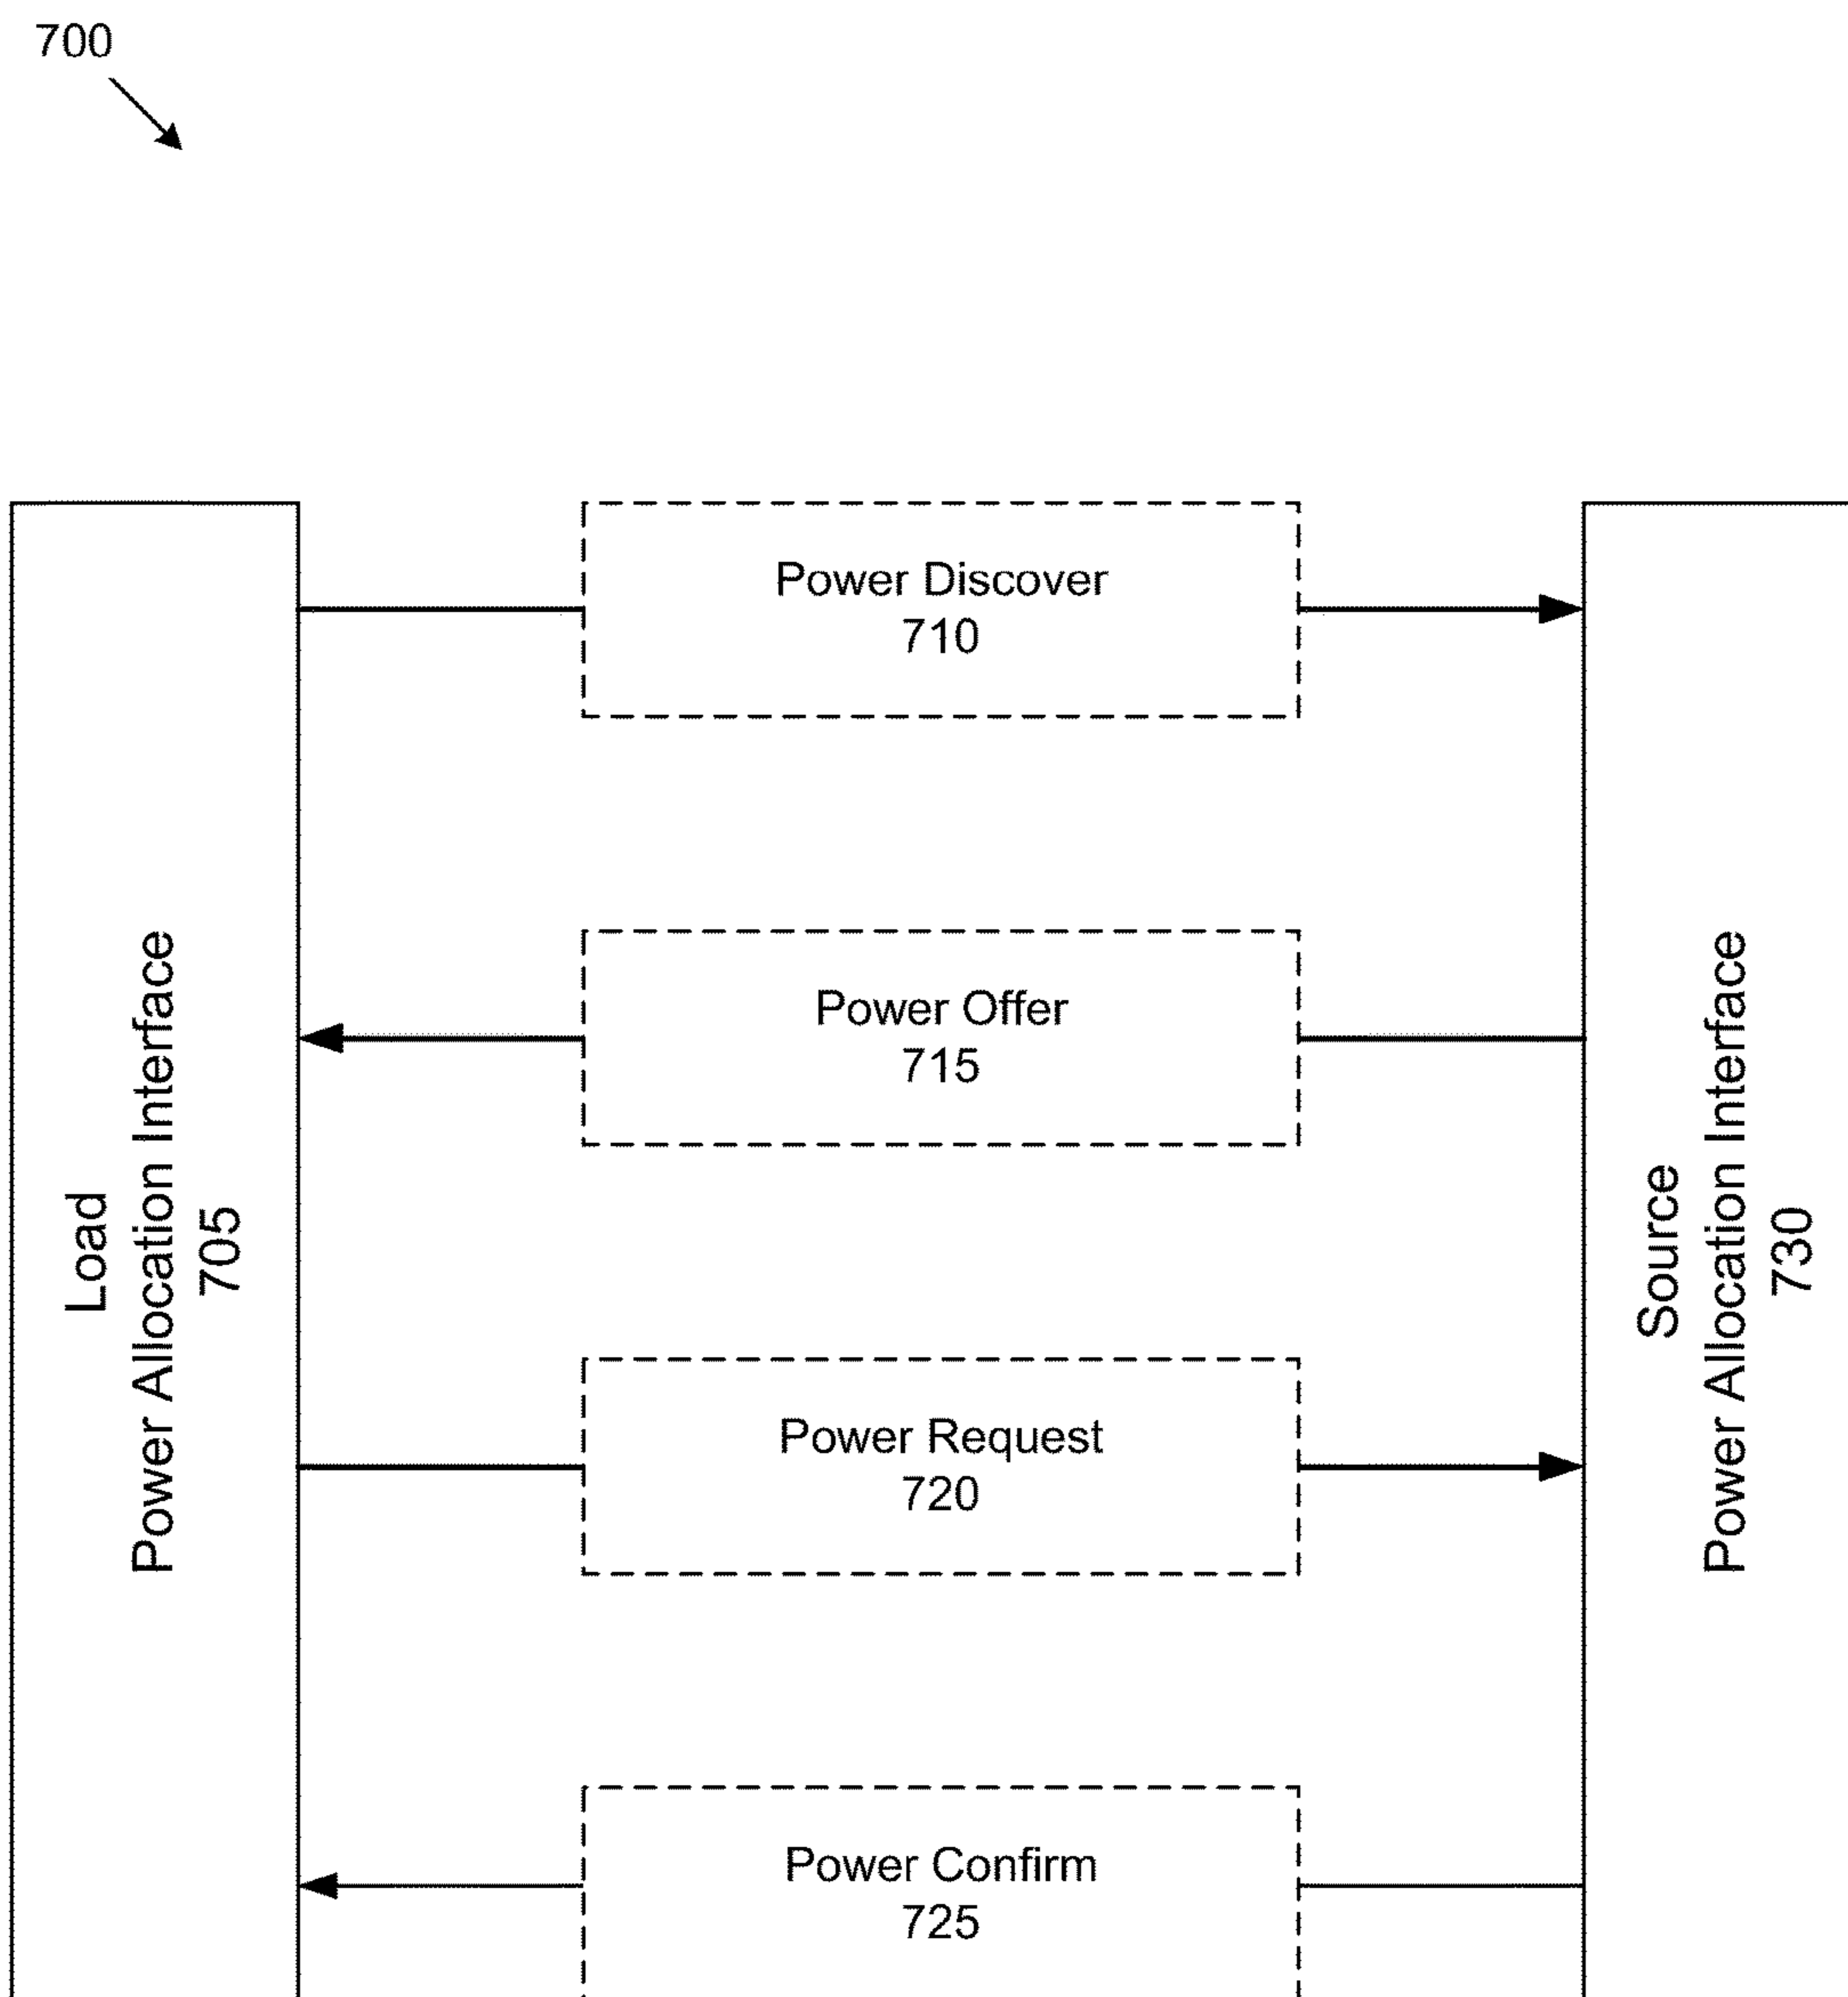 700
Power Discover
710
Power Offer
715
Load
Power Allocation Interface
705
Source
Power Allocation Interface
730
Power Request
720
Power Confirm
725